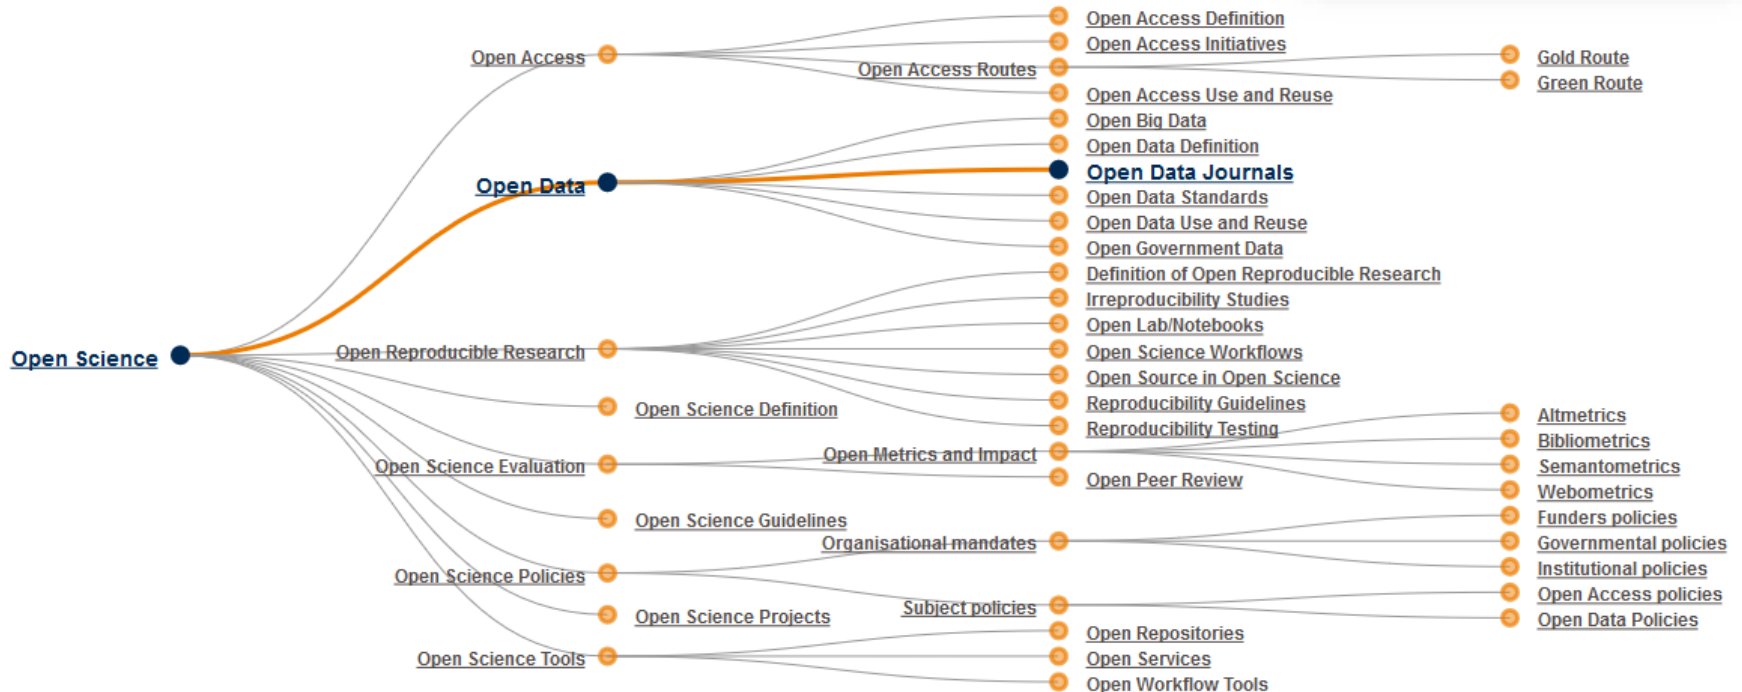 Open Science
Open Access
Open Access Definition
Open Access Initiatives
Open Access Routes
Gold Route
Green Route
Open Access Use and Reuse
Open Data
Open Big Data
Open Data Definition
Open Data Journals
Open Data Standards
Open Data Use and Reuse
Open Government Data
Open Reproducible Research
Definition of Open Reproducible Research
Irreproducibility Studies
Open Lab/Notebooks
Open Science Workflows
Open Source in Open Science
Reproducibility Guidelines
Reproducibility Testing
Open Science Definition
Open Science Evaluation
Open Metrics and Impact
Altmetrics
Bibliometrics
Semantometrics
Webometrics
Open Peer Review
Open Science Guidelines
Open Science Policies
Organisational mandates
Funders policies
Governmental policies
Institutional policies
Subject policies
Open Access policies
Open Data Policies
Open Science Projects
Open Science Tools
Open Repositories
Open Services
Open Workflow Tools